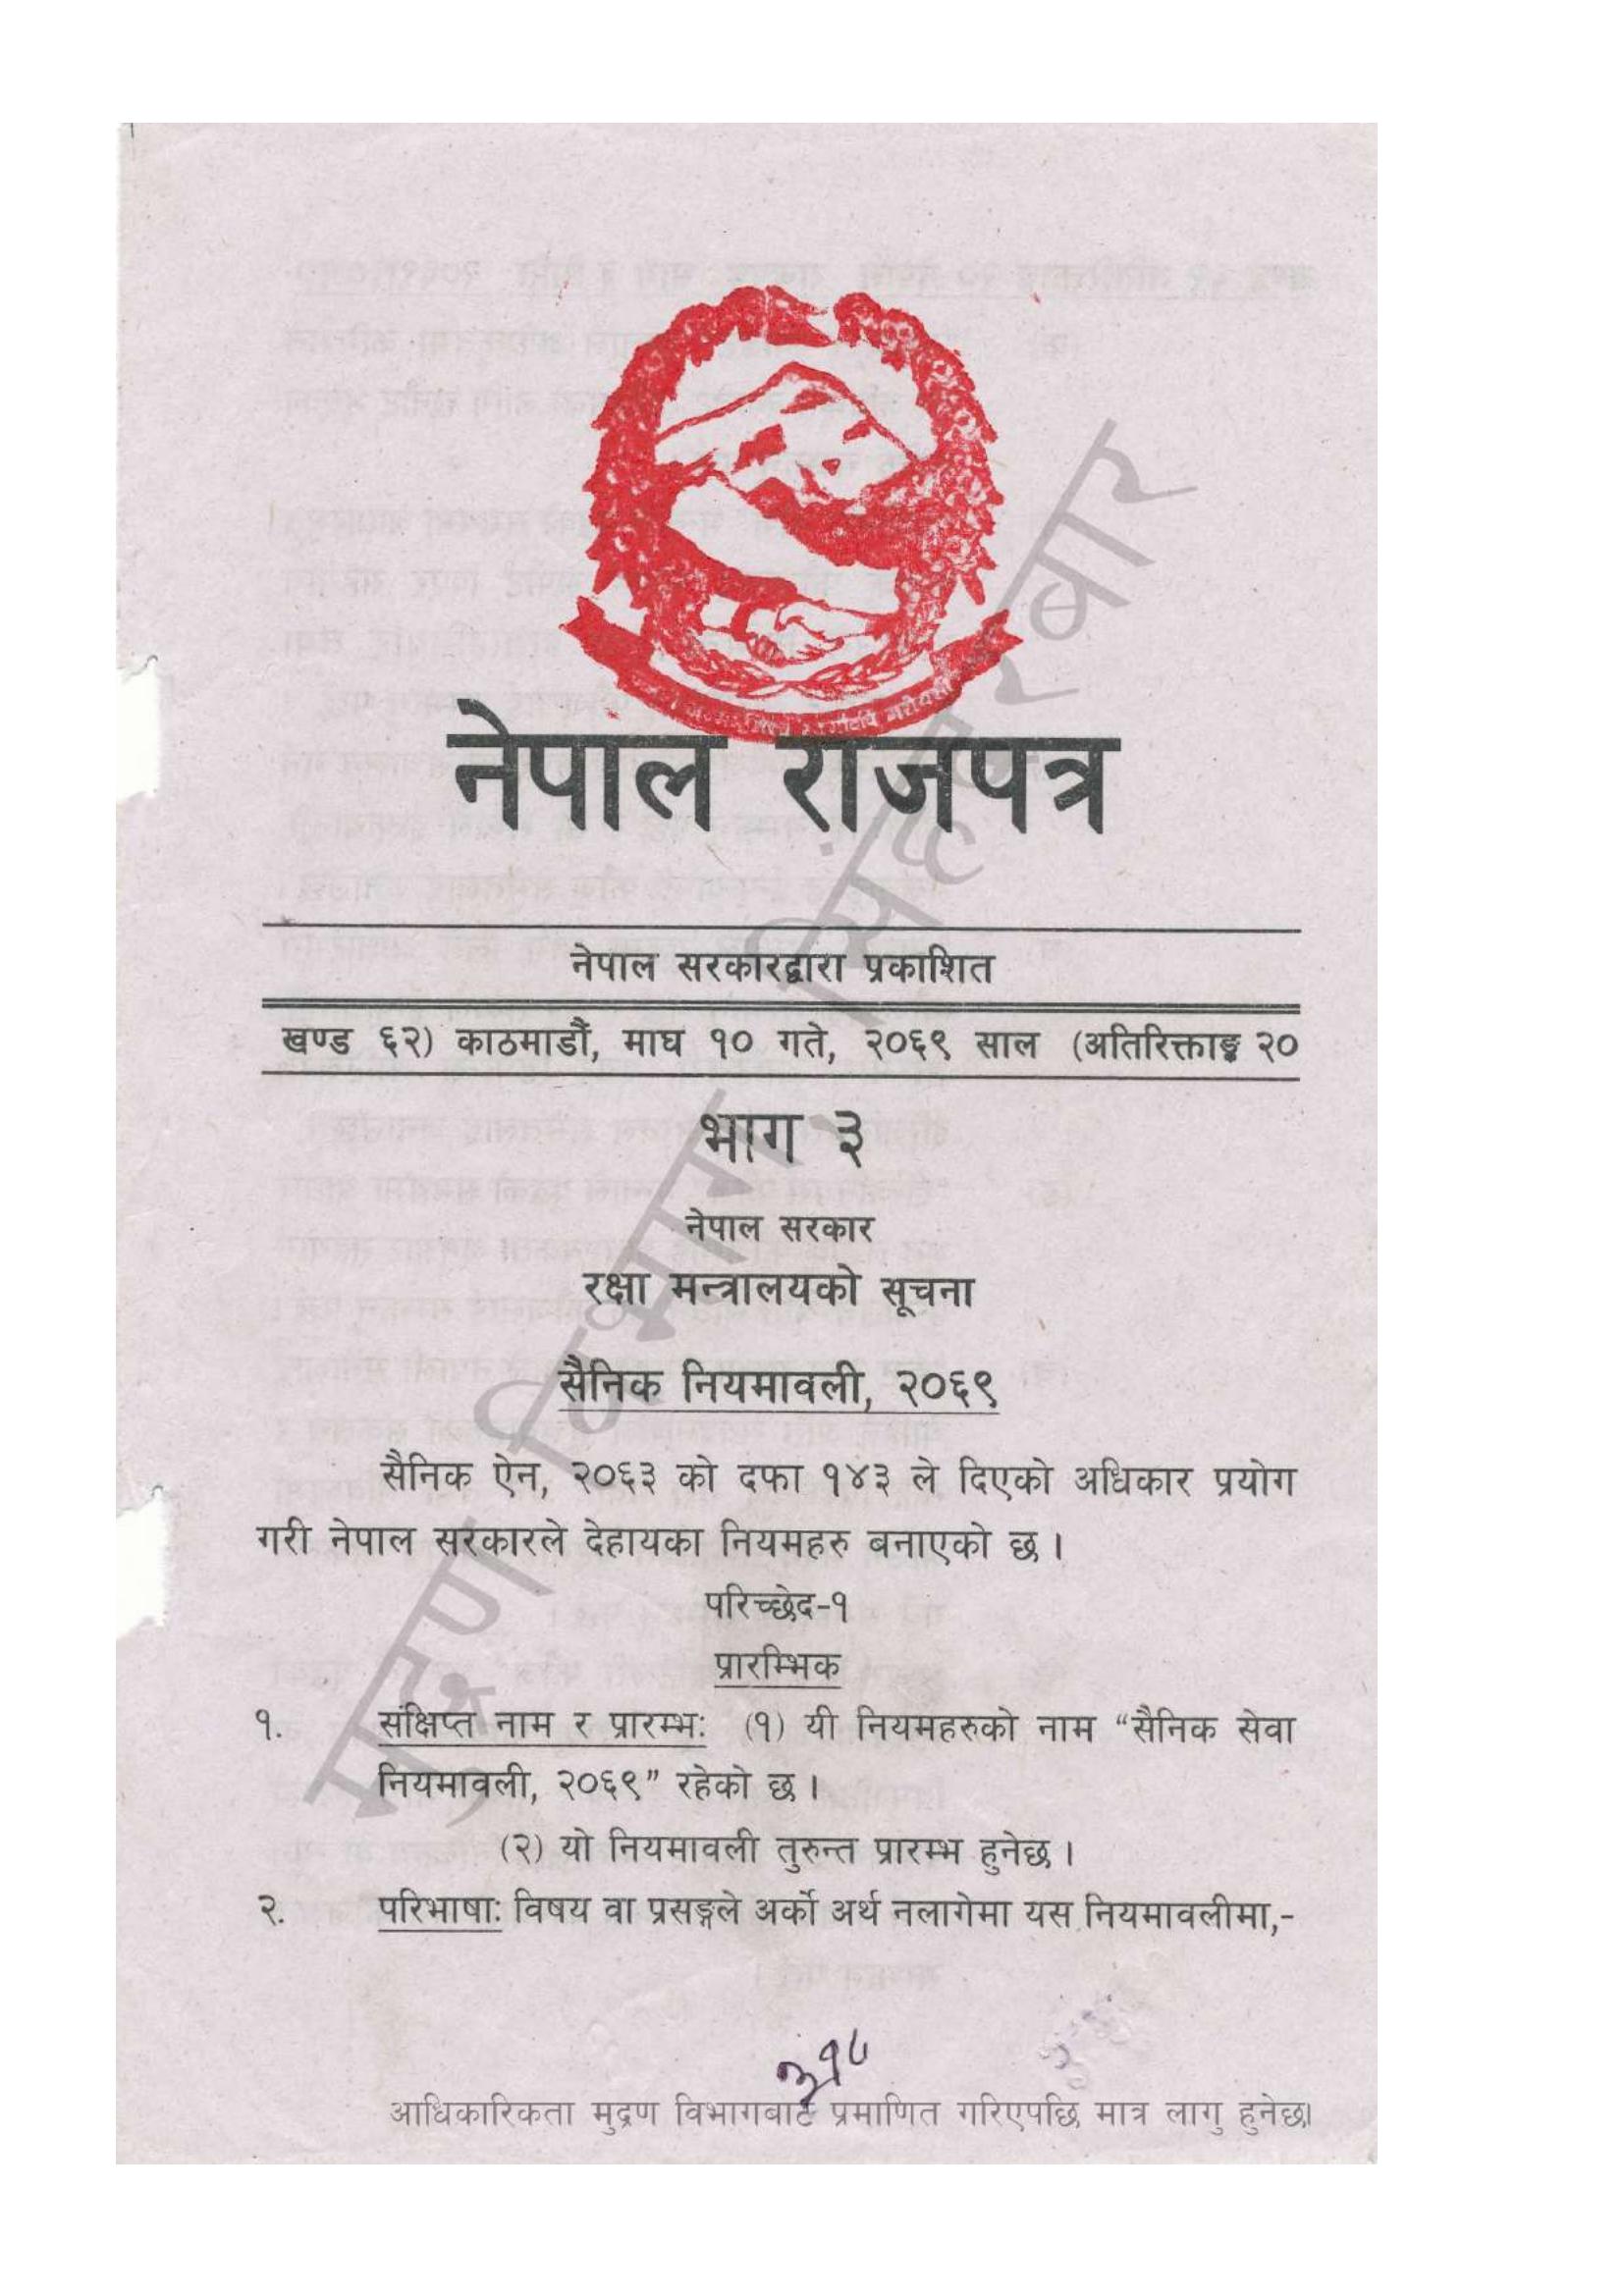 नेपाल राजपत्र
नेपाल सरकारद्वारा प्रकाशित
खण्ड ६२) काठमाडौं, माघ १० गते, २०६९ साल (अतिरिक्ताङ्क २०
भाग ३
नेपाल सरकार
रक्षा मन्त्रालयको सूचना
सैनिक नियमावली, २०६९
सैनिक ऐन, २०६३ को दफा १४३ ले दिएको अधिकार प्रयोग
गरी नेपाल सरकारले देहायका नियमहरु बनाएको छ ।
परिच्छेद-१
प्रारम्भिक
१. संक्षिप्त नाम र प्रारम्भः (१) यी नियमहरुको नाम “सैनिक सेवा
नियमावली, २०६९” रहेको छ ।
(२) यो नियमावली तुरुन्त प्रारम्भ हुनेछ ।
२. परिभाषाः विषय वा प्रसङ्गले अर्को अर्थ नलागेमा यस नियमावलीमा,-
आधिकारिकता मुद्रण विभागबाट प्रमाणित गरिएपछि मात्र लागु हुनेछ।
मुद्रण विभाग, सिंहदरवार